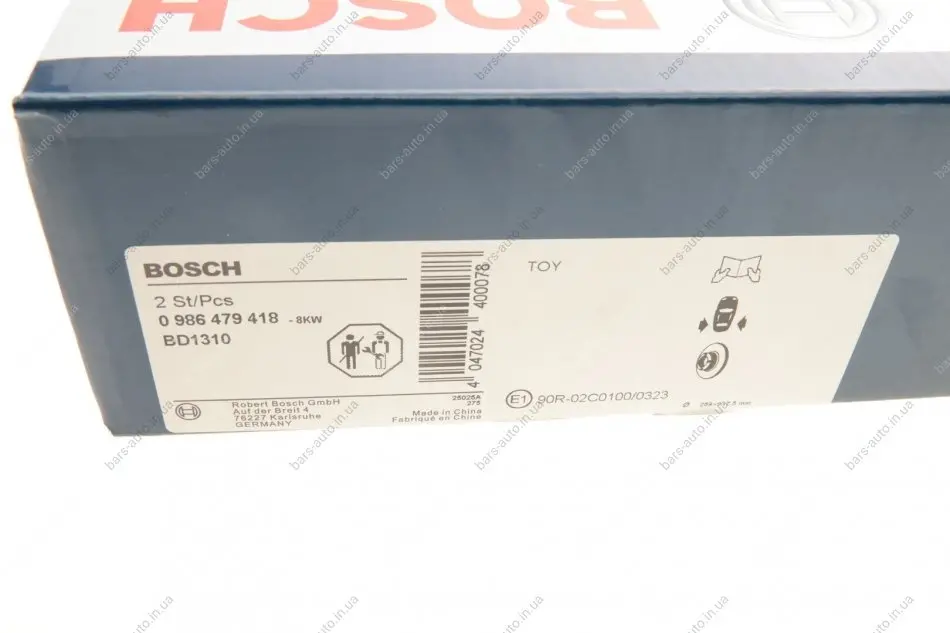 BOSCH
BOSCH
2 St/Pcs
0 986 479 418 - 8KW
BD1310
4 047024 400078
TOY
25025A
275
Robert Bosch GmbH
Auf der Breit 4
76227 Karlsruhe
GERMANY
Made in China
Fabriqué en Chine
E1 90R-02C0100/0323
bars-auto.in.ua